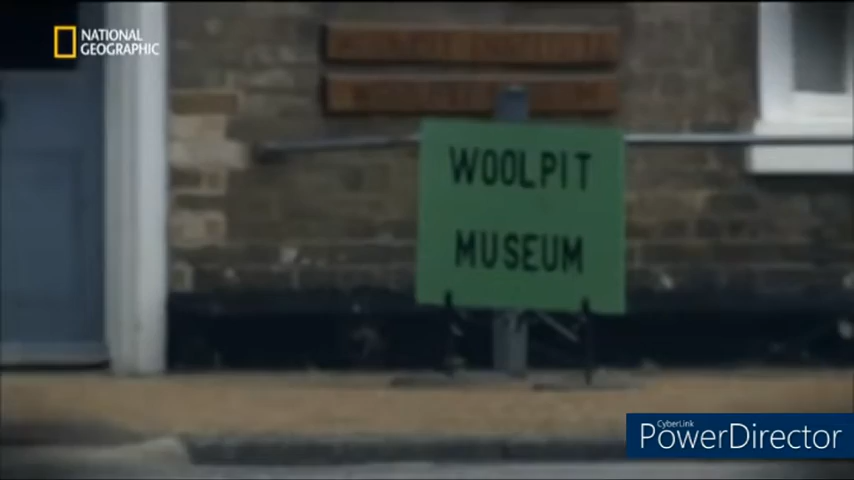 NATIONAL
GEOGRAPHIC
WOOLPIT
MUSEUM
CyberLink
PowerDirector